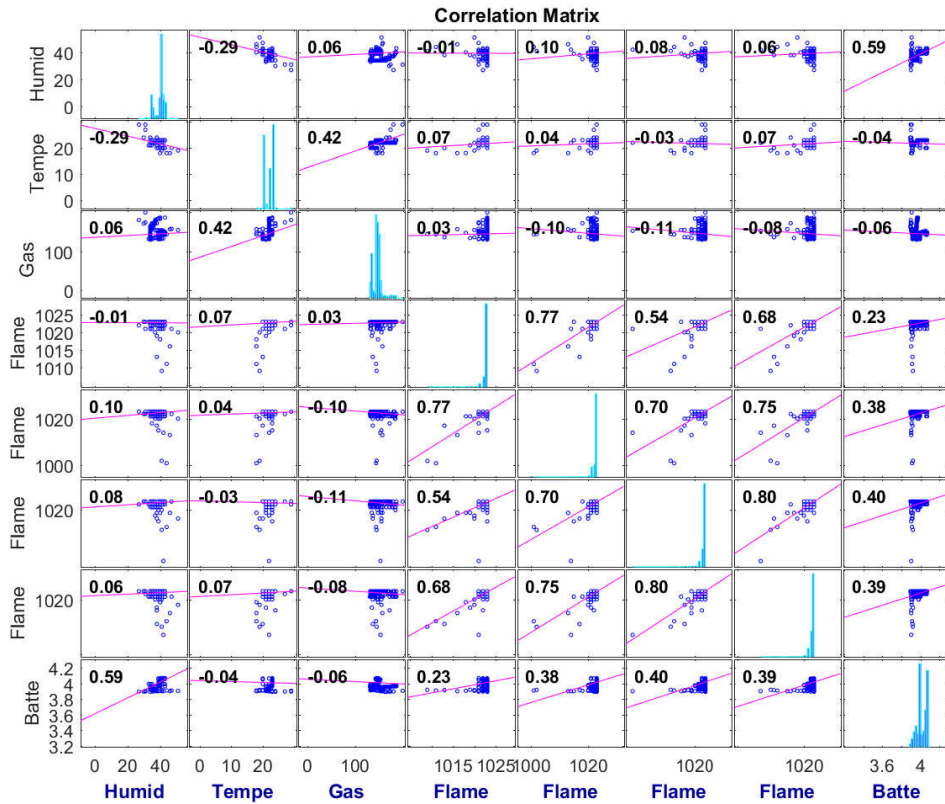 Correlation Matrix
Humid 40 20 0 -0.29 0.06 -0.01 0.10 0.08 0.06 0.59
Tempe 20 10 0 -0.29 0.42 0.07 0.04 -0.03 0.07 -0.04
Gas 100 0 0.06 0.42 0.03 -0.10 -0.11 -0.08 -0.06
Flame 1025 1020 1015 1010 -0.01 0.07 0.03 0.77 0.54 0.68 0.23
Flame 1020 1000 0.10 0.04 -0.10 0.77 0.70 0.75 0.38
Flame 1020 0.08 -0.03 -0.11 0.54 0.70 0.80 0.40
Flame 1020 0.06 0.07 -0.08 0.68 0.75 0.80 0.39
Batte 4.2 4 3.8 3.6 3.4 3.2 0.59 -0.04 -0.06 0.23 0.38 0.40 0.39
0 20 40 0 10 20 0 100 1015 1025 1000 1020 1020 1020 3.6 4
Humid Tempe Gas Flame Flame Flame Flame Batte